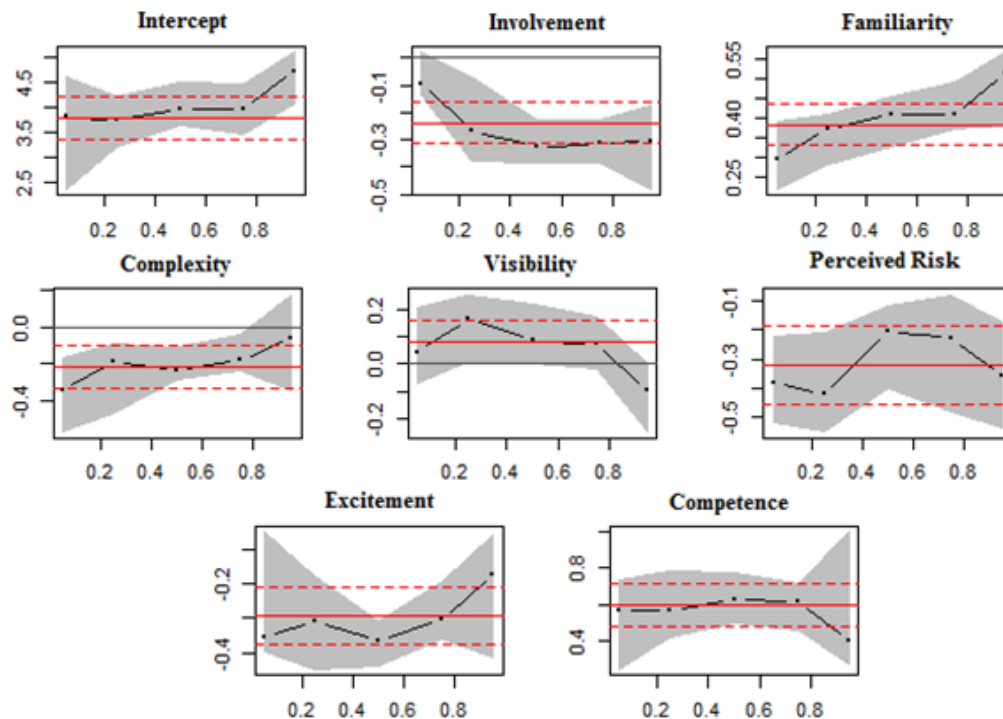 Intercept Involvement Familiarity
4.5 3.5 2.5
-0.1 -0.3 -0.5
0.55 0.40 0.25
0.2 0.4 0.6 0.8 0.2 0.4 0.6 0.8 0.2 0.4 0.6 0.8
Complexity Visibility Perceived Risk
0.0 -0.4
0.2 0.0 -0.2
-0.1 -0.3 -0.5
0.2 0.4 0.6 0.8 0.2 0.4 0.6 0.8 0.2 0.4 0.6 0.8
Excitement Competence
-0.2 -0.4
0.8 0.4
0.2 0.4 0.6 0.8 0.2 0.4 0.6 0.8